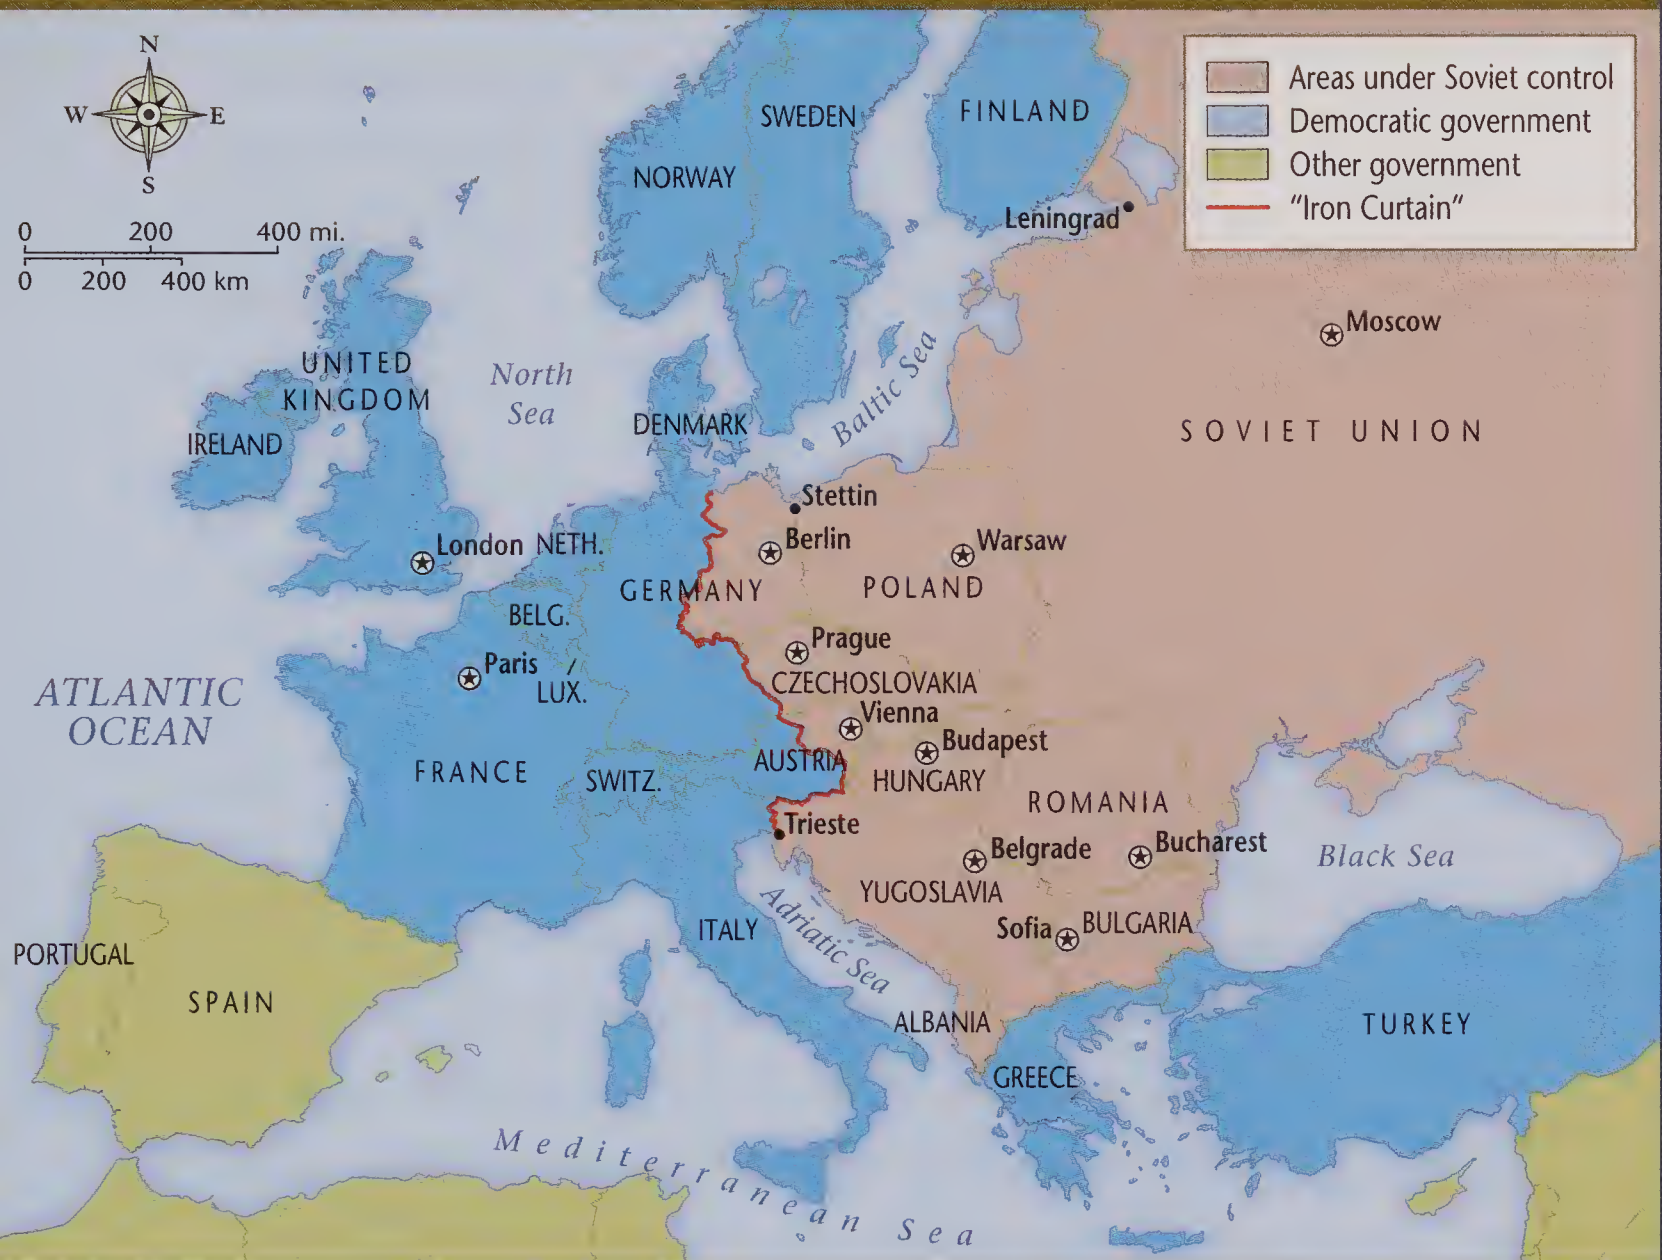 N
W E
S
0 200 400 mi.
0 200 400 km
Areas under Soviet control
Democratic government
Other government
"Iron Curtain"
SWEDEN
FINLAND
NORWAY
Leningrad
Moscow
UNITED
KINGDOM
North
Sea
Baltic Sea
IRELAND
DENMARK
SOVIET UNION
Stettin
London
NETH.
Berlin
Warsaw
GERMANY
POLAND
BELG.
Prague
Paris
LUX.
CZECHOSLOVAKIA
ATLANTIC
OCEAN
Vienna
Budapest
AUSTRIA
FRANCE
SWITZ.
HUNGARY
ROMANIA
Trieste
Belgrade
Bucharest
Black Sea
YUGOSLAVIA
Adriatic Sea
ITALY
Sofia
BULGARIA
PORTUGAL
SPAIN
ALBANIA
TURKEY
GREECE
Mediterranean Sea